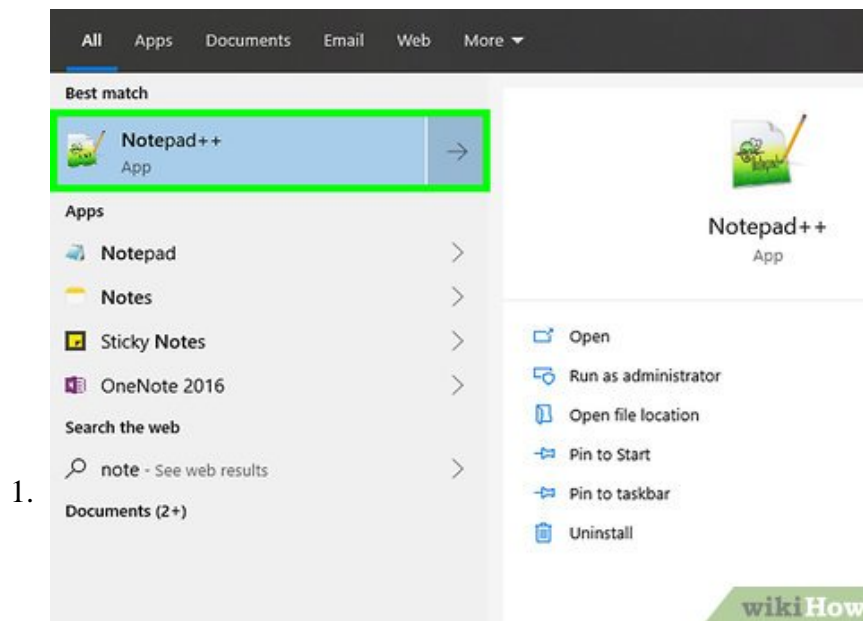 All Apps Documents Email Web More
Best match
Notepad++
App
Apps
Notepad
Notes
Sticky Notes
OneNote 2016
Search the web
note - See web results
Documents (2+)
Notepad++
App
Open
Run as administrator
Open file location
Pin to Start
Pin to taskbar
Uninstall
1.
wikiHow